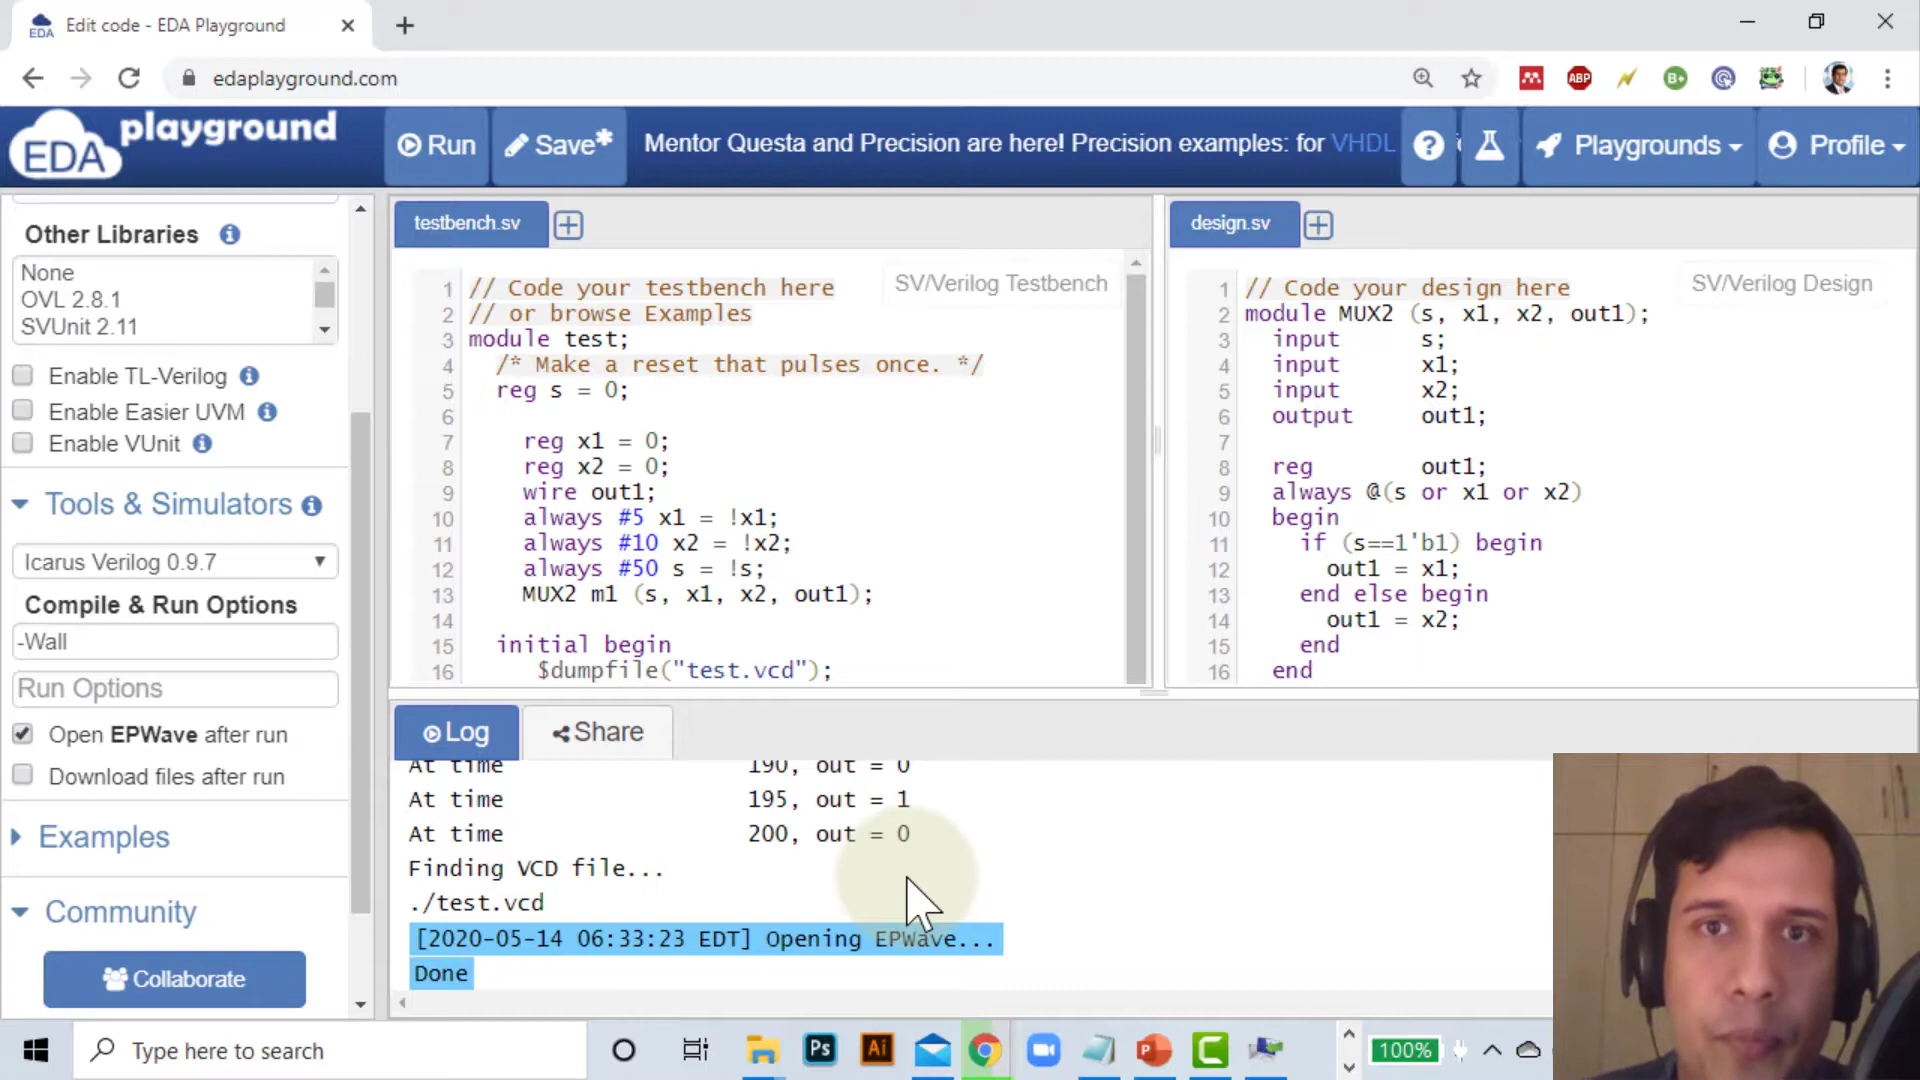 Edit code - EDA Playground
edaplayground.com
ABP
B+
EDA playground
Run
Save*
Mentor Questa and Precision are here! Precision examples: for VHDL
Playgrounds
Profile
Other Libraries
None
OVL 2.8.1
SVUnit 2.11
Enable TL-Verilog
Enable Easier UVM
Enable VUnit
Tools & Simulators
Icarus Verilog 0.9.7
Compile & Run Options
-Wall
Run Options
Open EPWave after run
Download files after run
Examples
Community
Collaborate
testbench.sv
SV/Verilog Testbench
1 // Code your testbench here
2 // or browse Examples
3 module test;
4 /* Make a reset that pulses once. */
5 reg s = 0;
6
7 reg x1 = 0;
8 reg x2 = 0;
9 wire out1;
10 always #5 x1 = !x1;
11 always #10 x2 = !x2;
12 always #50 s = !s;
13 MUX2 m1 (s, x1, x2, out1);
14
15 initial begin
16 $dumpfile("test.vcd");
design.sv
SV/Verilog Design
1 // Code your design here
2 module MUX2 (s, x1, x2, out1);
3 input s;
4 input x1;
5 input x2;
6 output out1;
7
8 reg out1;
9 always @(s or x1 or x2)
10 begin
11 if (s==1'b1) begin
12 out1 = x1;
13 end else begin
14 out1 = x2;
15 end
16 end
Log
Share
At time 190, out = 0
At time 195, out = 1
At time 200, out = 0
Finding VCD file...
./test.vcd
[2020-05-14 06:33:23 EDT] Opening EPWave...
Done
Type here to search
Ps
Ai
100%